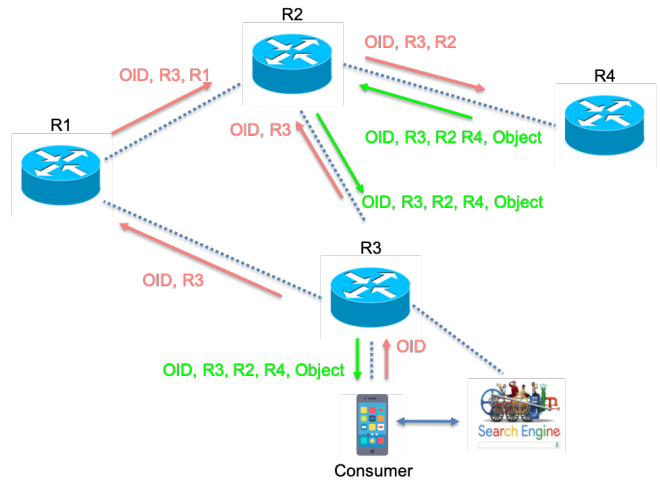 R2
OID, R3, R2
OID, R3, R1
R4
R1
OID, R3
OID, R3, R2 R4, Object
OID, R3, R2, R4, Object
R3
OID, R3
OID
OID, R3, R2, R4, Object
Search Engine
Consumer